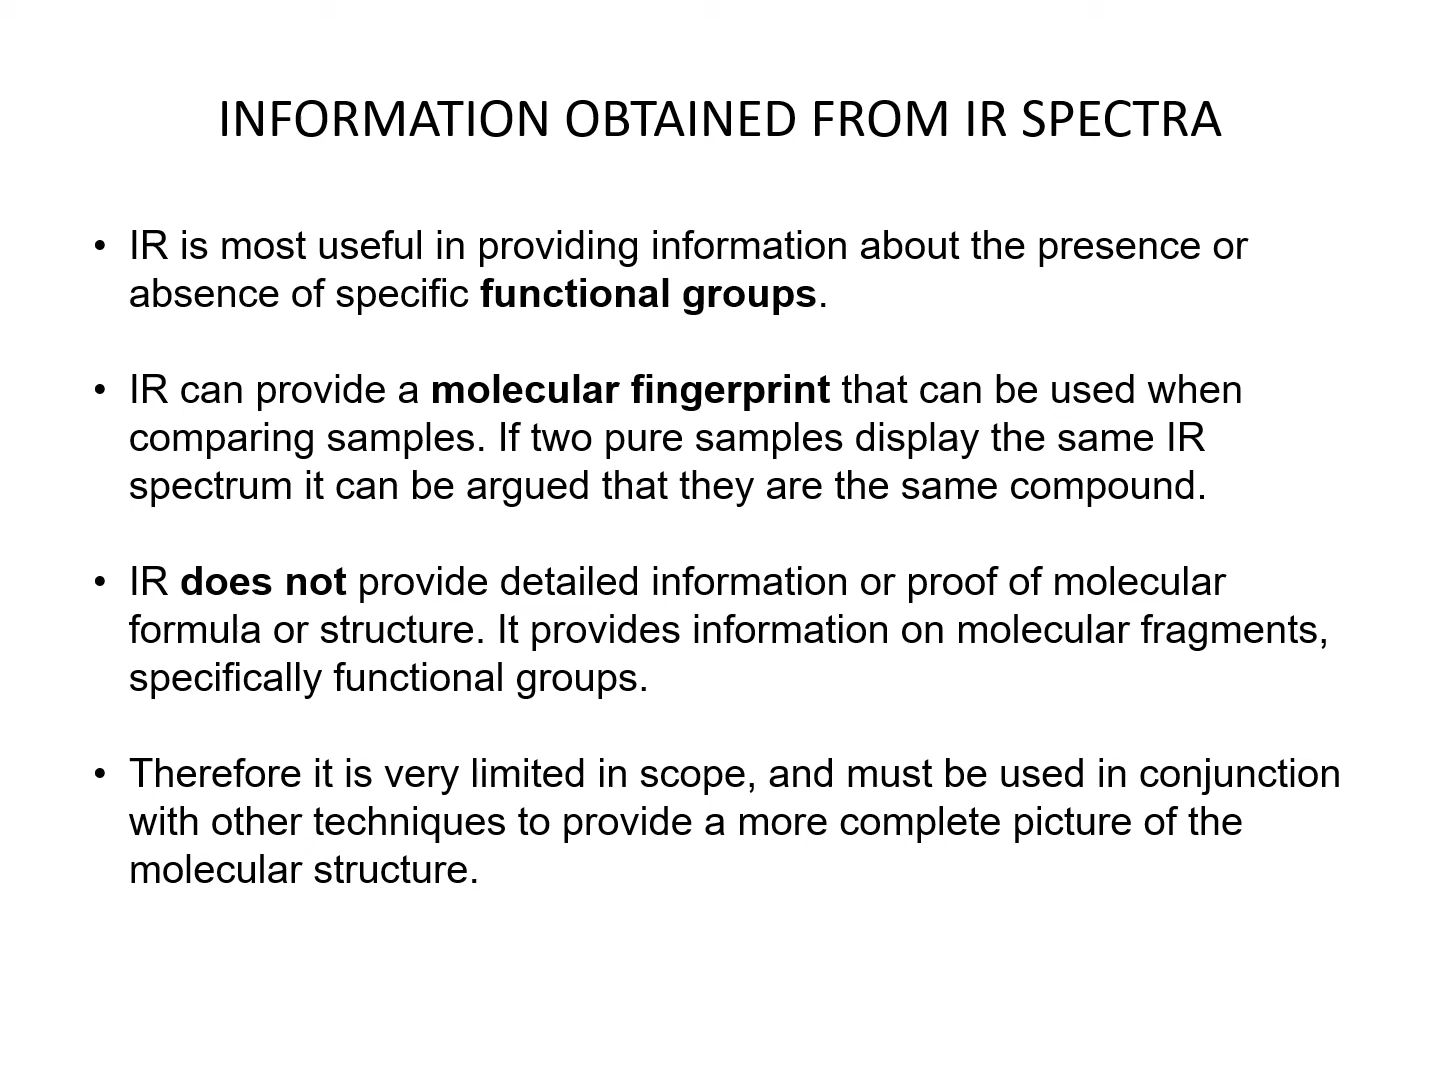 INFORMATION OBTAINED FROM IR SPECTRA
• IR is most useful in providing information about the presence or
absence of specific functional groups.
• IR can provide a molecular fingerprint that can be used when
comparing samples. If two pure samples display the same IR
spectrum it can be argued that they are the same compound.
• IR does not provide detailed information or proof of molecular
formula or structure. It provides information on molecular fragments,
specifically functional groups.
• Therefore it is very limited in scope, and must be used in conjunction
with other techniques to provide a more complete picture of the
molecular structure.